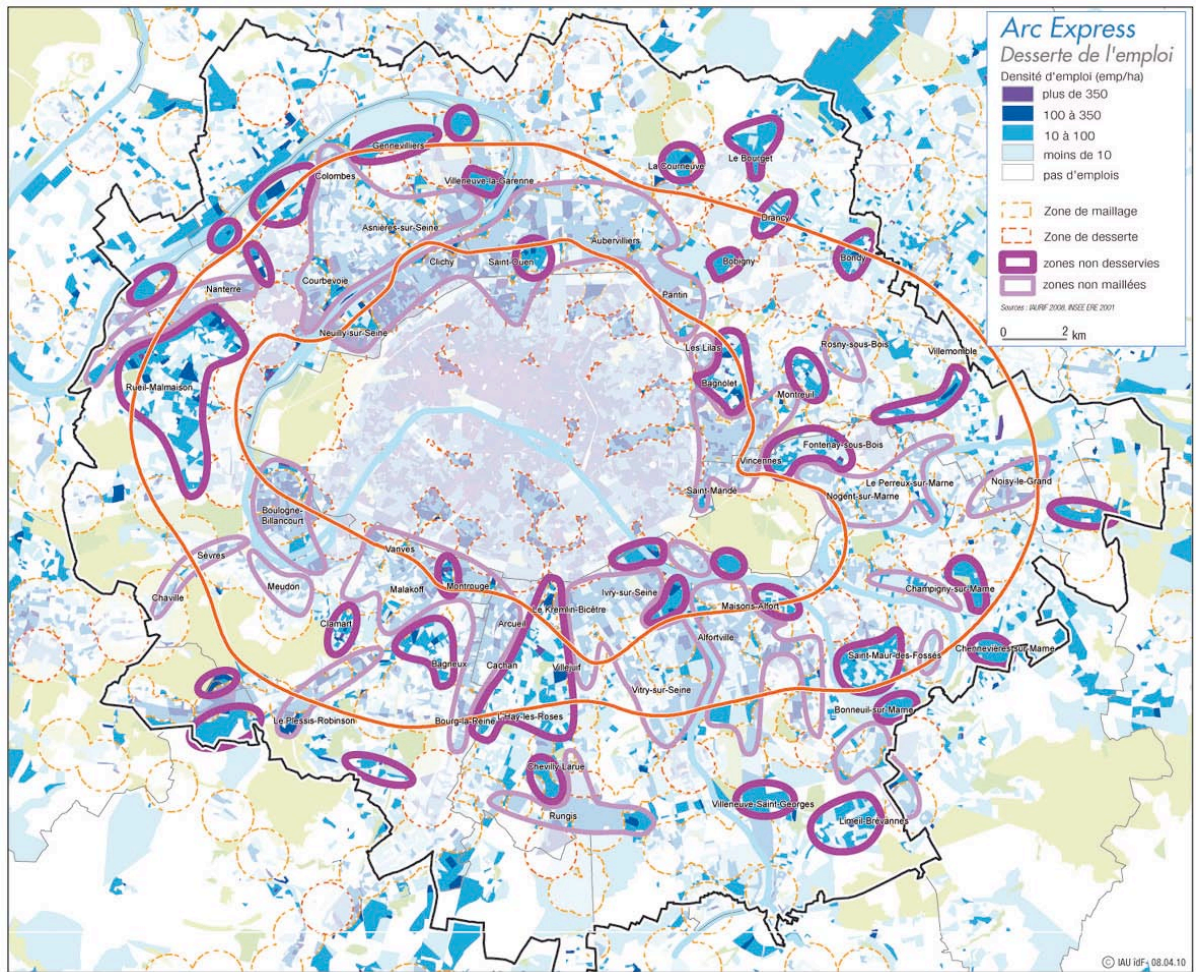 Arc Express
Desserte de l'emploi
Densité d'emploi (emp/ha)
plus de 350
100 à 350
10 à 100
moins de 10
pas d'emplois
Zone de maillage
Zone de desserte
zones non desservies
zones non maillées
Sources : IAURIF 2008, INSEE ERE 2001
0 2 km
Gennevilliers
Colombes
Villeneuve-la-Garenne
La Courneuve
Le Bourget
Asnières-sur-Seine
Aubervilliers
Drancy
Clichy
Saint-Ouen
Bobigny
Bondy
Nanterre
Courbevoie
Pantin
Neuilly-sur-Seine
Les Lilas
Rosny-sous-Bois
Villemomble
Rueil-Malmaison
Bagnolet
Montreuil
Fontenay-sous-Bois
Vincennes
Le Perreux-sur-Marne
Noisy-le-Grand
Saint-Mandé
Nogent-sur-Marne
Boulogne-
Billancourt
Sèvres
Vanves
Meudon
Malakoff
Montrouge
Ivry-sur-Seine
Champigny-sur-Marne
Chaville
Le Kremlin-Bicêtre
Maisons-Alfort
Clamart
Arcueil
Alfortville
Bagneux
Cachan
Villejuif
Saint-Maur-des-Fossés
Chennevières-sur-Marne
Vitry-sur-Seine
Le Plessis-Robinson
Bourg-la-Reine
L'Haÿ-les-Roses
Bonneuil-sur-Marne
Chevilly Larue
Villeneuve-Saint-Georges
Rungis
Limeil-Brévannes
© IAU îdF - 08.04.10